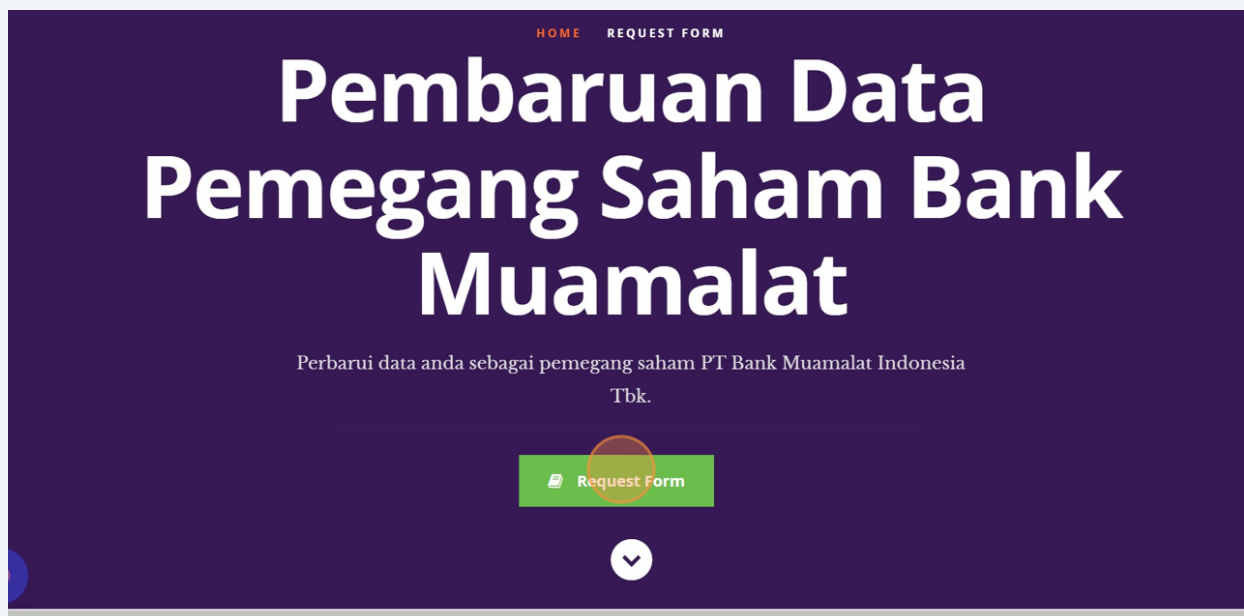 HOME REQUEST FORM
Pembaruan Data
Pemegang Saham Bank
Muamalat
Perbarui data anda sebagai pemegang saham PT Bank Muamalat Indonesia
Tbk.
Request Form